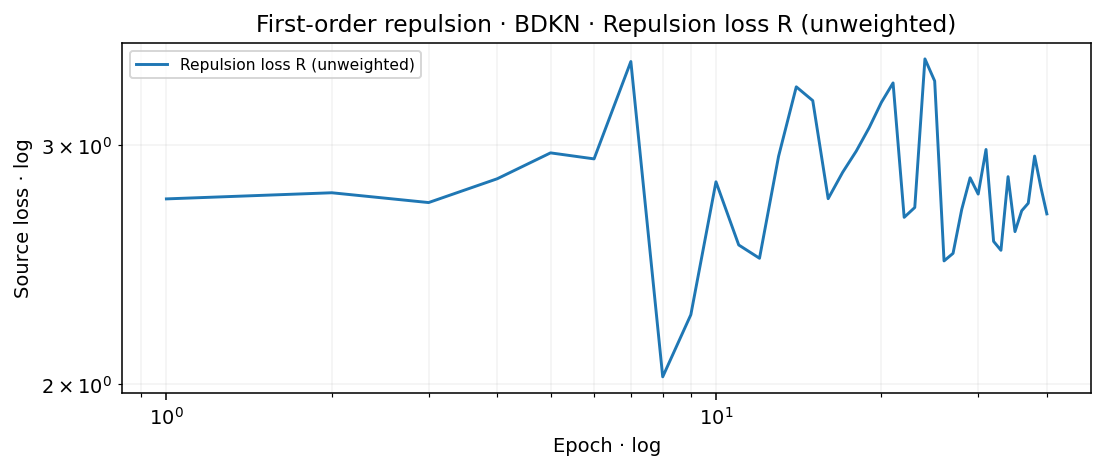 First-order repulsion · BDKN · Repulsion loss R (unweighted)
Repulsion loss R (unweighted)
Source loss · log
3 × 10⁰
2 × 10⁰
10⁰
10¹
Epoch · log